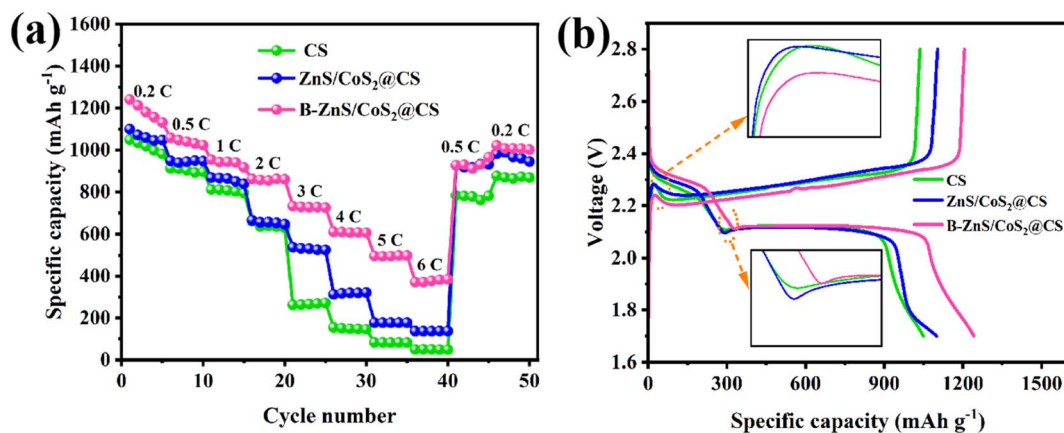 (a)
Specific capacity (mAh g⁻¹)
1600
1400
1200
1000
800
600
400
200
0
CS
ZnS/CoS₂@CS
B-ZnS/CoS₂@CS
0.2 C
0.5 C
1 C
2 C
3 C
4 C
5 C
6 C
0.5 C
0.2 C
0 10 20 30 40 50
Cycle number
(b)
Voltage (V)
2.8
2.6
2.4
2.2
2.0
1.8
1.6
CS
ZnS/CoS₂@CS
B-ZnS/CoS₂@CS
0 300 600 900 1200 1500
Specific capacity (mAh g⁻¹)